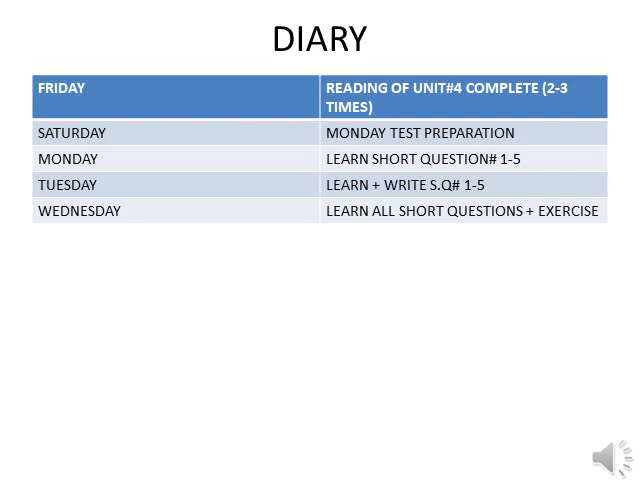 DIARY
FRIDAY
READING OF UNIT#4 COMPLETE (2-3
TIMES)
SATURDAY
MONDAY TEST PREPARATION
MONDAY
LEARN SHORT QUESTION# 1-5
TUESDAY
LEARN + WRITE S.Q# 1-5
WEDNESDAY
LEARN ALL SHORT QUESTIONS + EXERCISE